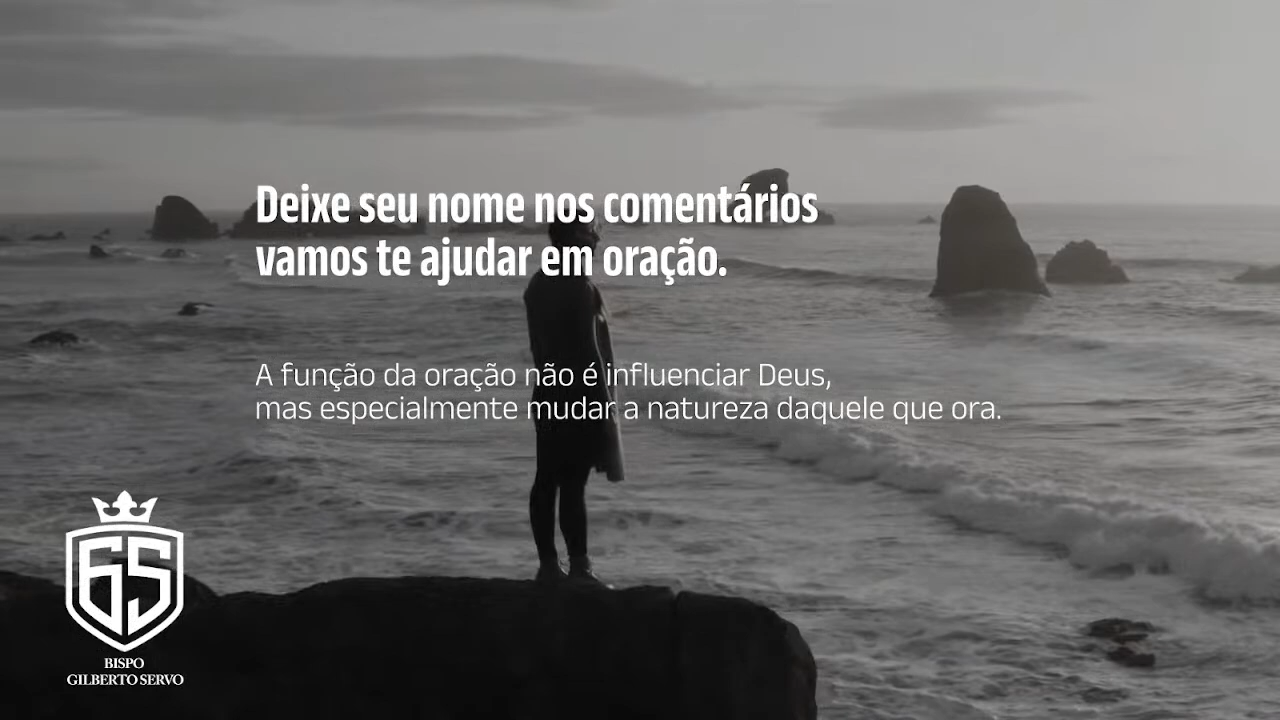 Deixe seu nome nos comentários
vamos te ajudar em oração.
A função da oração não é influenciar Deus,
mas especialmente mudar a natureza daquele que ora.
GS
BISPO
GILBERTO SERVO